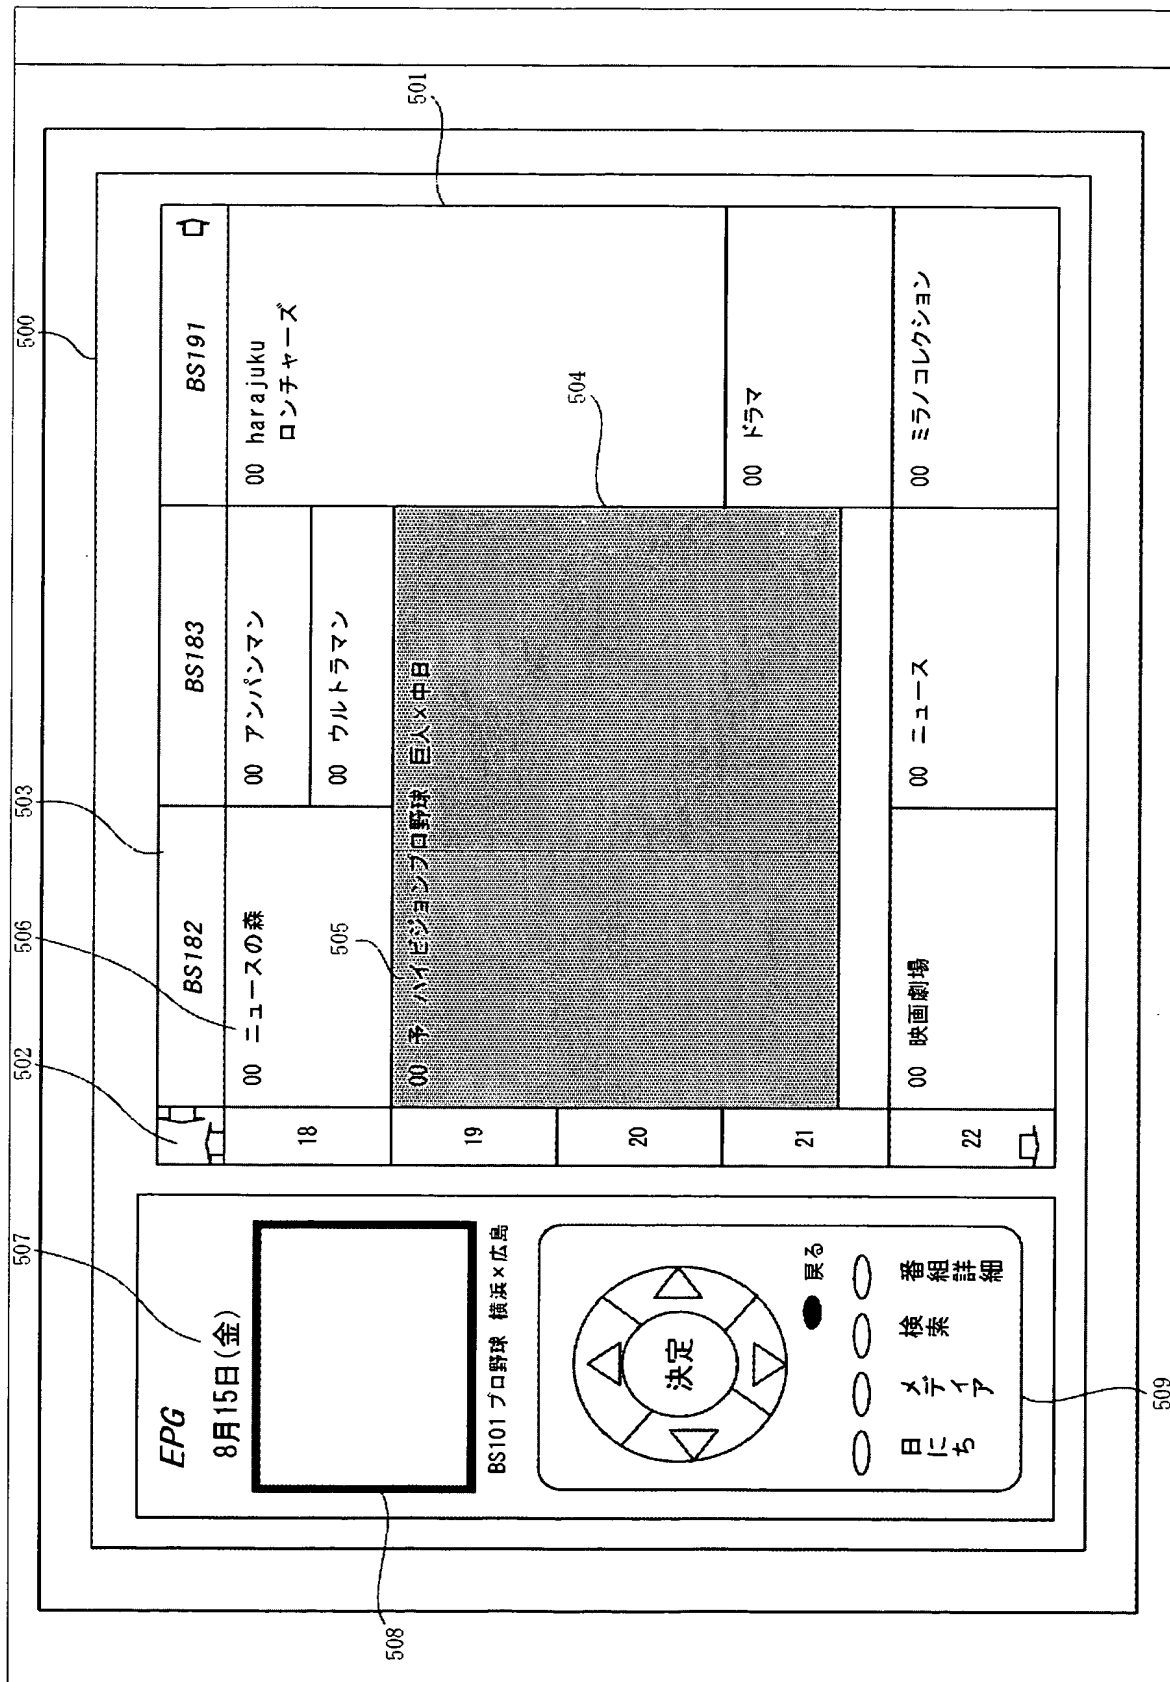 500
503
506
502
507
501
504
505
508
509
EPG
8月15日(金)
BS101 プロ野球 横浜×広島
決定
戻る
日にち
メディア
検索
番組詳細
BS182
BS183
BS191
18
19
20
21
22
00 ニュースの森
00 アンパンマン
00 ウルトラマン
00 harajuku
ロンチャーズ
00 予 ハイビジョンプロ野球 巨人×中日
00 ドラマ
00 映画劇場
00 ニュース
00 ミラノコレクション